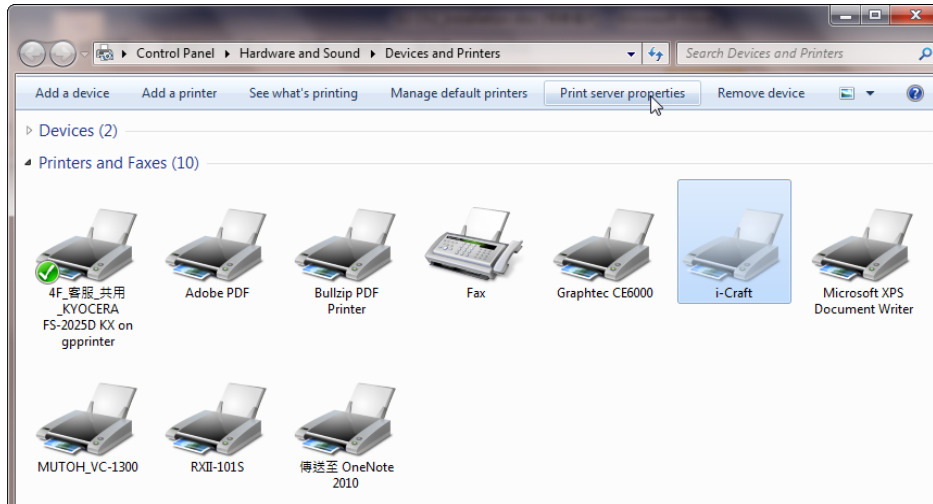 Control Panel Hardware and Sound Devices and Printers
Search Devices and Printers
Add a device Add a printer See what's printing Manage default printers Print server properties Remove device
Devices (2)
Printers and Faxes (10)
4F_客服_共用
_KYOCERA
FS-2025D KX on
gpprinter
Adobe PDF
Bullzip PDF
Printer
Fax
Graphtec CE6000
i-Craft
Microsoft XPS
Document Writer
MUTOH_VC-1300
RXII-101S
傳送至 OneNote
2010